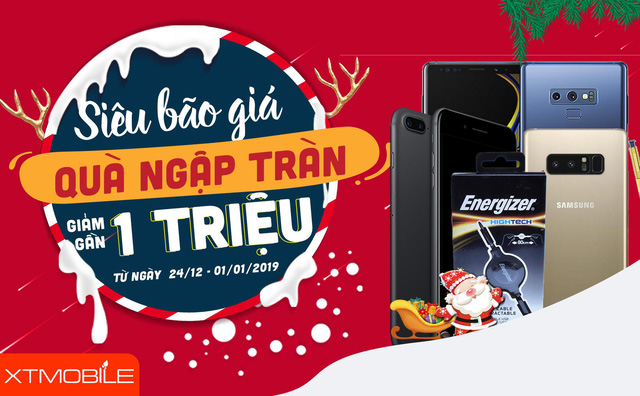 Siêu bão giá
QUÀ NGẬP TRÀN
GIẢM GẦN 1 TRIỆU
TỪ NGÀY 24/12 - 01/01/2019
SAMSUNG
Energizer
HIGHTECH
80cm
XTMOBILE